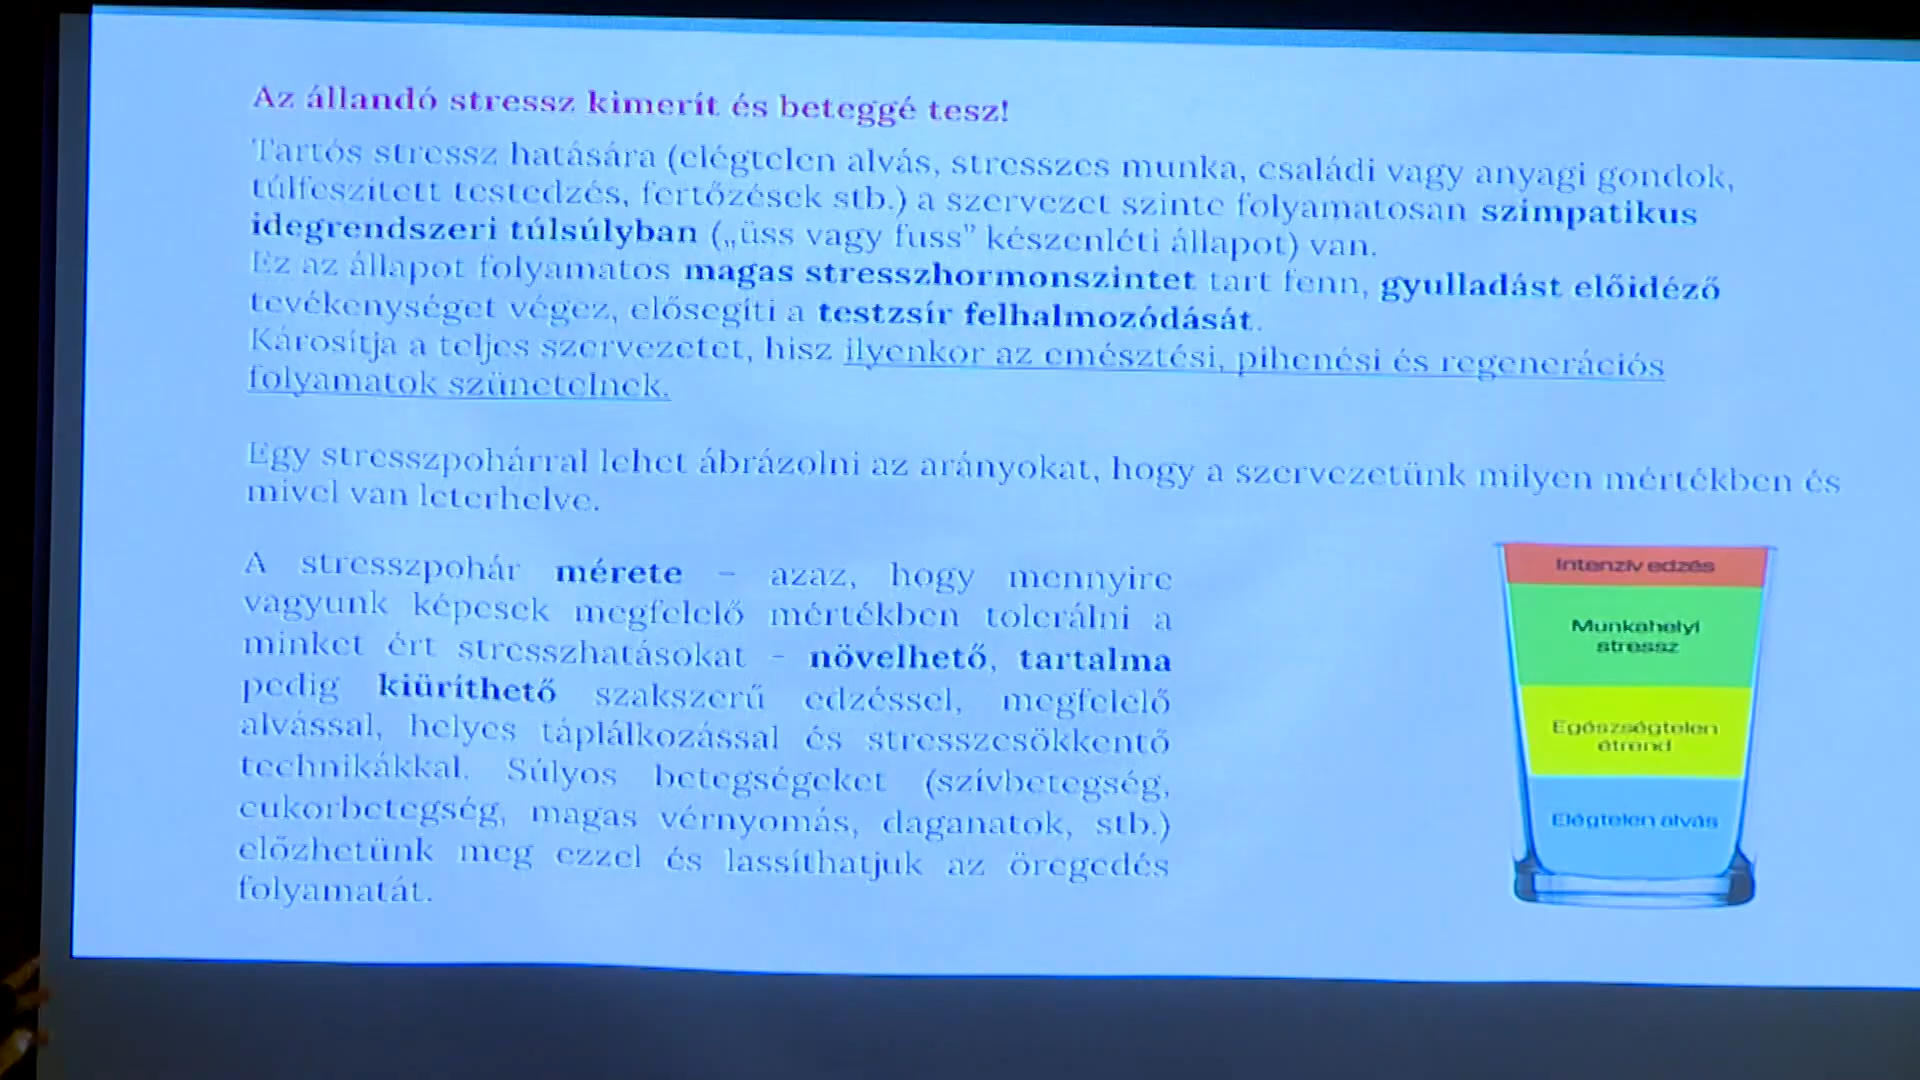 Az állandó stressz kimerít és beteggé tesz!
Tartós stressz hatására (elégtelen alvás, stresszes munka, családi vagy anyagi gondok,
túlfeszített testedzés, fertőzések stb.) a szervezet szinte folyamatosan szimpatikus
idegrendszeri túlsúlyban („üss vagy fuss” készenléti állapot) van.
Ez az állapot folyamatos magas stresszhormonszintet tart fenn, gyulladást előidéző
tevékenységet végez, elősegíti a testzsír felhalmozódását.
Károsítja a teljes szervezetet, hisz ilyenkor az emésztési, pihenési és regenerációs
folyamatok szünetelnek.
Egy stresszpohárral lehet ábrázolni az arányokat, hogy a szervezetünk milyen mértékben és
mivel van leterhelve.
A stresszpohár mérete – azaz, hogy mennyire
vagyunk képesek megfelelő mértékben tolerálni a
minket ért stresszhatásokat – növelhető, tartalma
pedig kiüríthető szakszerű edzéssel, megfelelő
alvással, helyes táplálkozással és stresszcsökkentő
technikákkal. Súlyos betegségeket (szívbetegség,
cukorbetegség, magas vérnyomás, daganatok, stb.)
előzhetünk meg ezzel és lassíthatjuk az öregedés
folyamatát.
Intenzív edzés
Munkahelyi
stressz
Egészségtelen
étrend
Elégtelen alvás